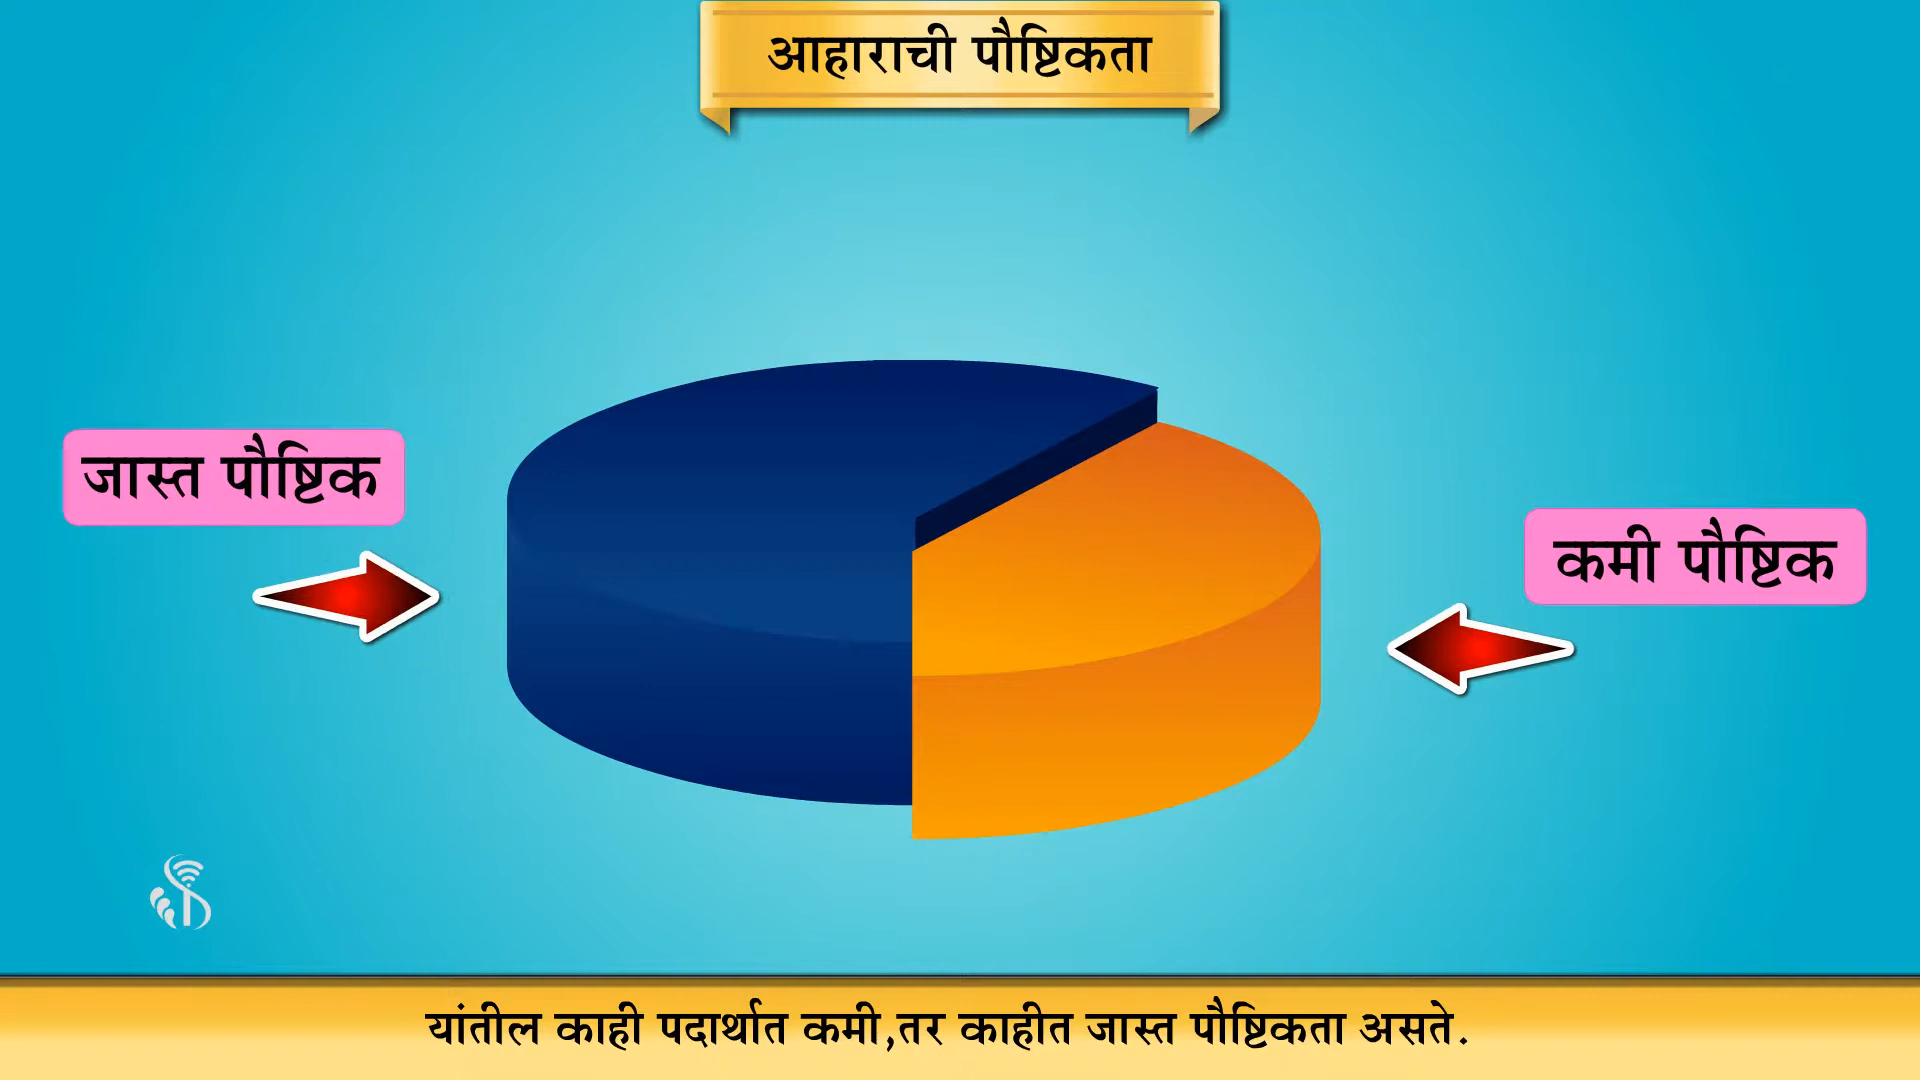 आहाराची पौष्टिकता
जास्त पौष्टिक
कमी पौष्टिक
यांतील काही पदार्थात कमी,तर काहीत जास्त पौष्टिकता असते.